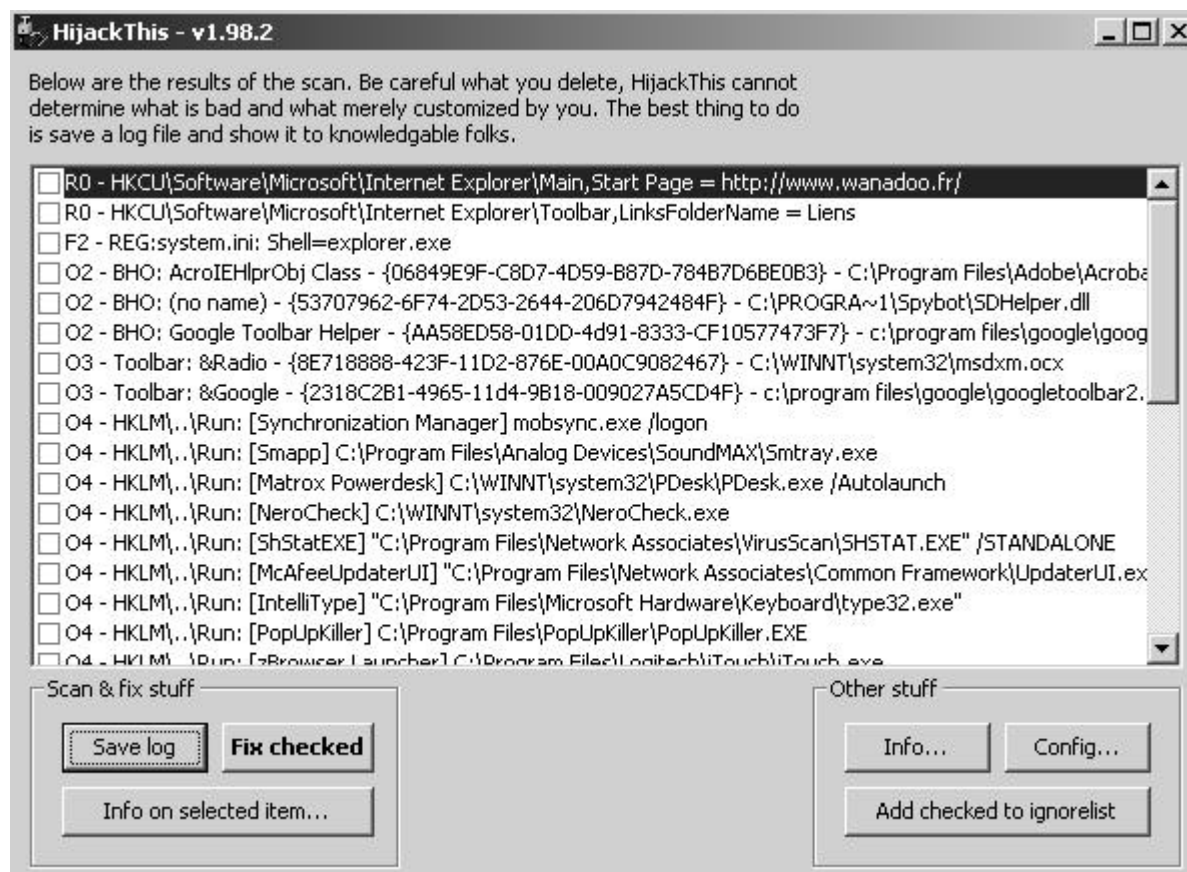 HijackThis - v1.98.2
Below are the results of the scan. Be careful what you delete, HijackThis cannot
determine what is bad and what merely customized by you. The best thing to do
is save a log file and show it to knowledgable folks.
R0 - HKCU\Software\Microsoft\Internet Explorer\Main,Start Page = http://www.wanadoo.fr/
R0 - HKCU\Software\Microsoft\Internet Explorer\Toolbar,LinksFolderName = Liens
F2 - REG:system.ini: Shell=explorer.exe
O2 - BHO: AcroIEHlprObj Class - {06849E9F-C8D7-4D59-B87D-784B7D6BE0B3} - C:\Program Files\Adobe\Acroba
O2 - BHO: (no name) - {53707962-6F74-2D53-2644-206D7942484F} - C:\PROGRA~1\Spybot\SDHelper.dll
O2 - BHO: Google Toolbar Helper - {AA58ED58-01DD-4d91-8333-CF10577473F7} - c:\program files\google\goog
O3 - Toolbar: &Radio - {8E718888-423F-11D2-876E-00A0C9082467} - C:\WINNT\system32\msdxm.ocx
O3 - Toolbar: &Google - {2318C2B1-4965-11d4-9B18-009027A5CD4F} - c:\program files\google\googletoolbar2.
O4 - HKLM\..\Run: [Synchronization Manager] mobsync.exe /logon
O4 - HKLM\..\Run: [Smapp] C:\Program Files\Analog Devices\SoundMAX\Smtray.exe
O4 - HKLM\..\Run: [Matrox Powerdesk] C:\WINNT\system32\PDesk\PDesk.exe /Autolaunch
O4 - HKLM\..\Run: [NeroCheck] C:\WINNT\system32\NeroCheck.exe
O4 - HKLM\..\Run: [ShStatEXE] "C:\Program Files\Network Associates\VirusScan\SHSTAT.EXE" /STANDALONE
O4 - HKLM\..\Run: [McAfeeUpdaterUI] "C:\Program Files\Network Associates\Common Framework\UpdaterUI.ex
O4 - HKLM\..\Run: [IntelliType] "C:\Program Files\Microsoft Hardware\Keyboard\type32.exe"
O4 - HKLM\..\Run: [PopUpKiller] C:\Program Files\PopUpKiller\PopUpKiller.EXE
O4 - HKLM\..\Run: [zBrowser Launcher] C:\Program Files\Logitech\iTouch\iTouch.exe
Scan & fix stuff
Save log
Fix checked
Info on selected item...
Other stuff
Info...
Config...
Add checked to ignorelist